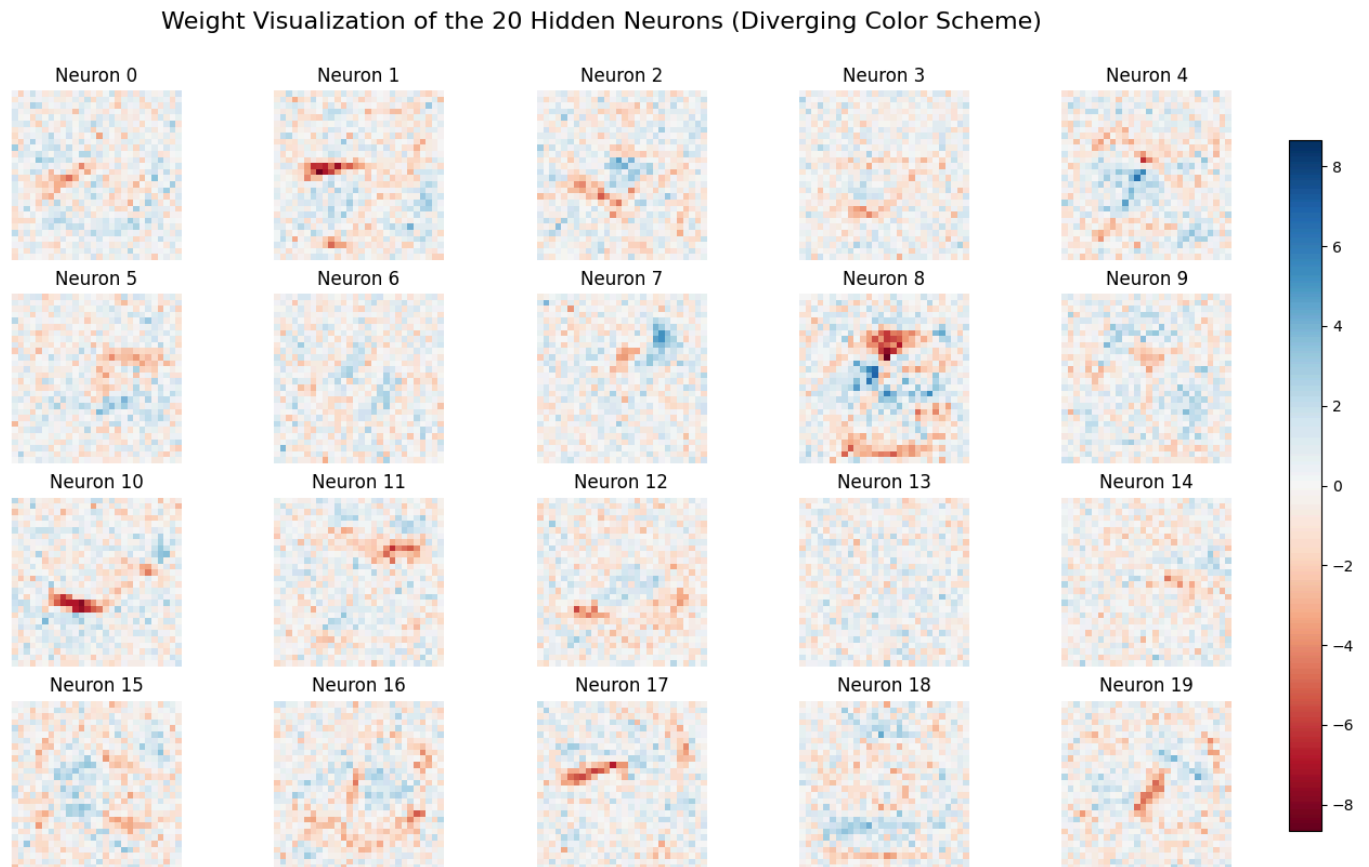 Weight Visualization of the 20 Hidden Neurons (Diverging Color Scheme)
Neuron 0
Neuron 1
Neuron 2
Neuron 3
Neuron 4
Neuron 5
Neuron 6
Neuron 7
Neuron 8
Neuron 9
Neuron 10
Neuron 11
Neuron 12
Neuron 13
Neuron 14
Neuron 15
Neuron 16
Neuron 17
Neuron 18
Neuron 19
8
6
4
2
0
−2
−4
−6
−8